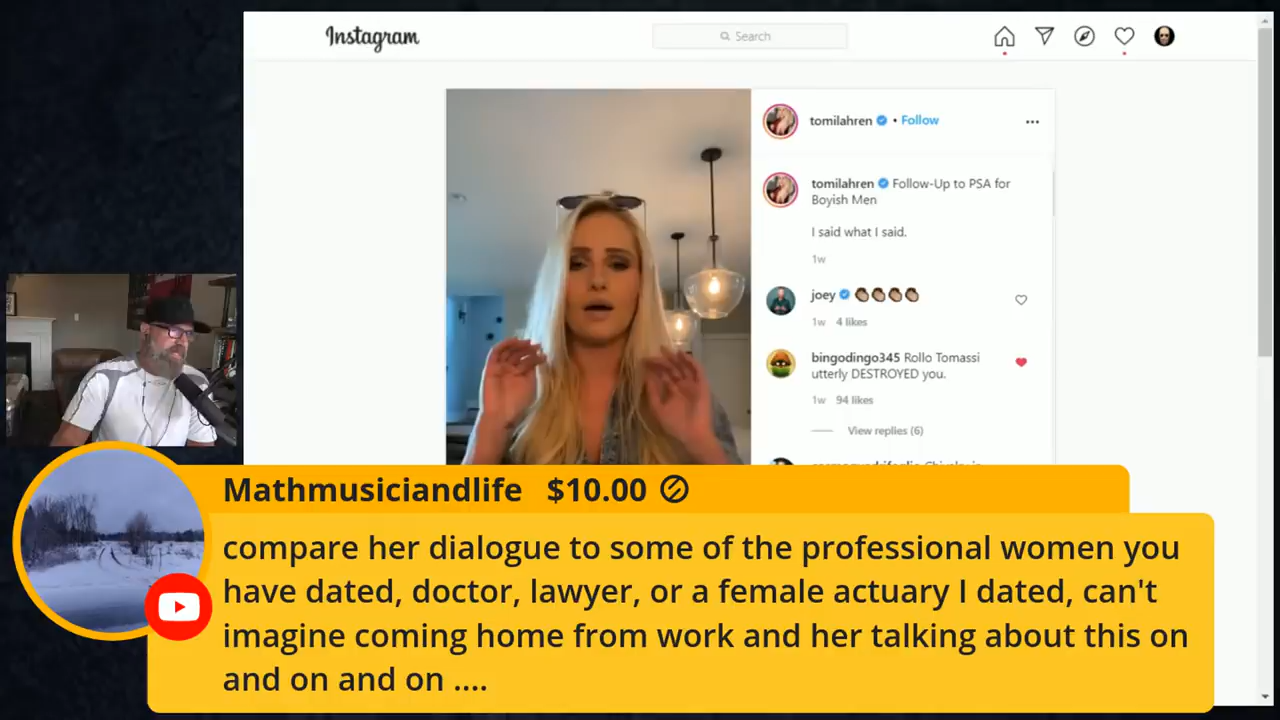 Instagram
Search
tomilahren • Follow
tomilahren Follow-Up to PSA for
Boyish Men
I said what I said.
1w
joey
1w 4 likes
bingodingo345 Rollo Tomassi
utterly DESTROYED you.
1w 94 likes
View replies (6)
Mathmusiciandlife $10.00
compare her dialogue to some of the professional women you
have dated, doctor, lawyer, or a female actuary I dated, can't
imagine coming home from work and her talking about this on
and on and on ....